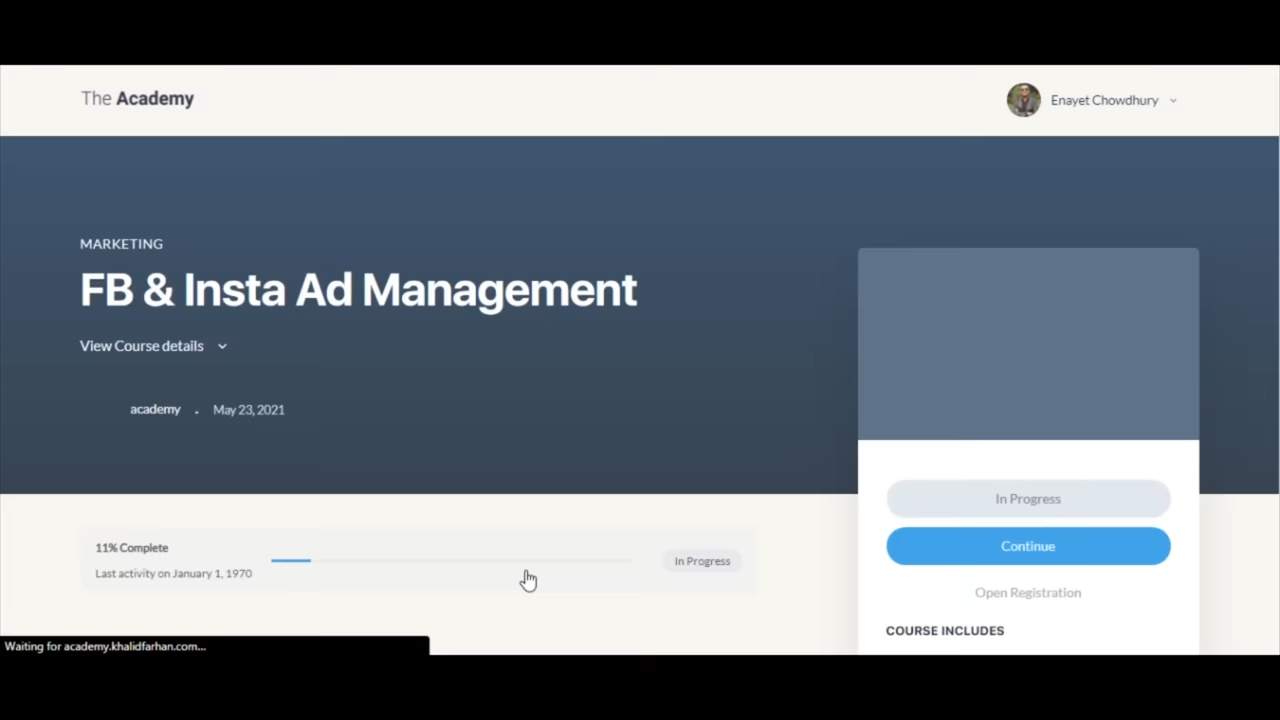 The Academy
Enayet Chowdhury
MARKETING
FB & Insta Ad Management
View Course details
academy . May 23, 2021
In Progress
Continue
Open Registration
COURSE INCLUDES
11% Complete
Last activity on January 1, 1970
In Progress
Waiting for academy.khalidfarhan.com...